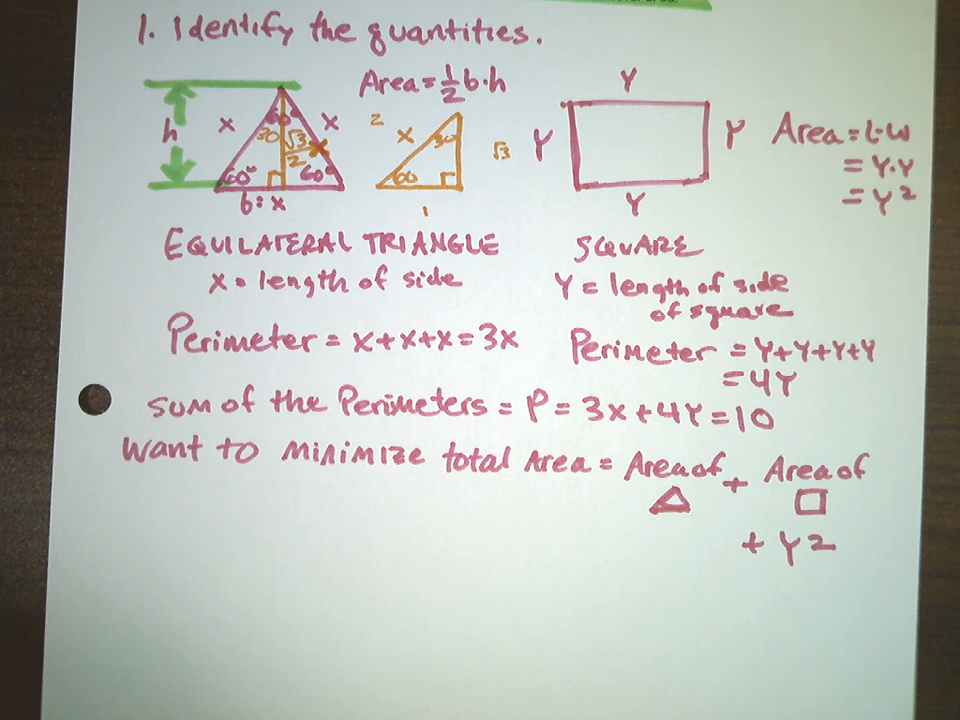 1. Identify the quantities.
Area = 1/2 b·h
h
x
x
60°
30
√3/2 x
60°
60°
b = x
2
x
30
√3
60
1
Y
Y
Y
Y
Area = L·W
= Y·Y
= Y²
EQUILATERAL TRIANGLE
x = length of side
SQUARE
Y = length of side
of square
Perimeter = x+x+x = 3x
Perimeter = Y+Y+Y+Y
= 4Y
Sum of the Perimeters = P = 3x+4Y = 10
Want to MINIMIZE total Area = Area of + Area of
+ Y2